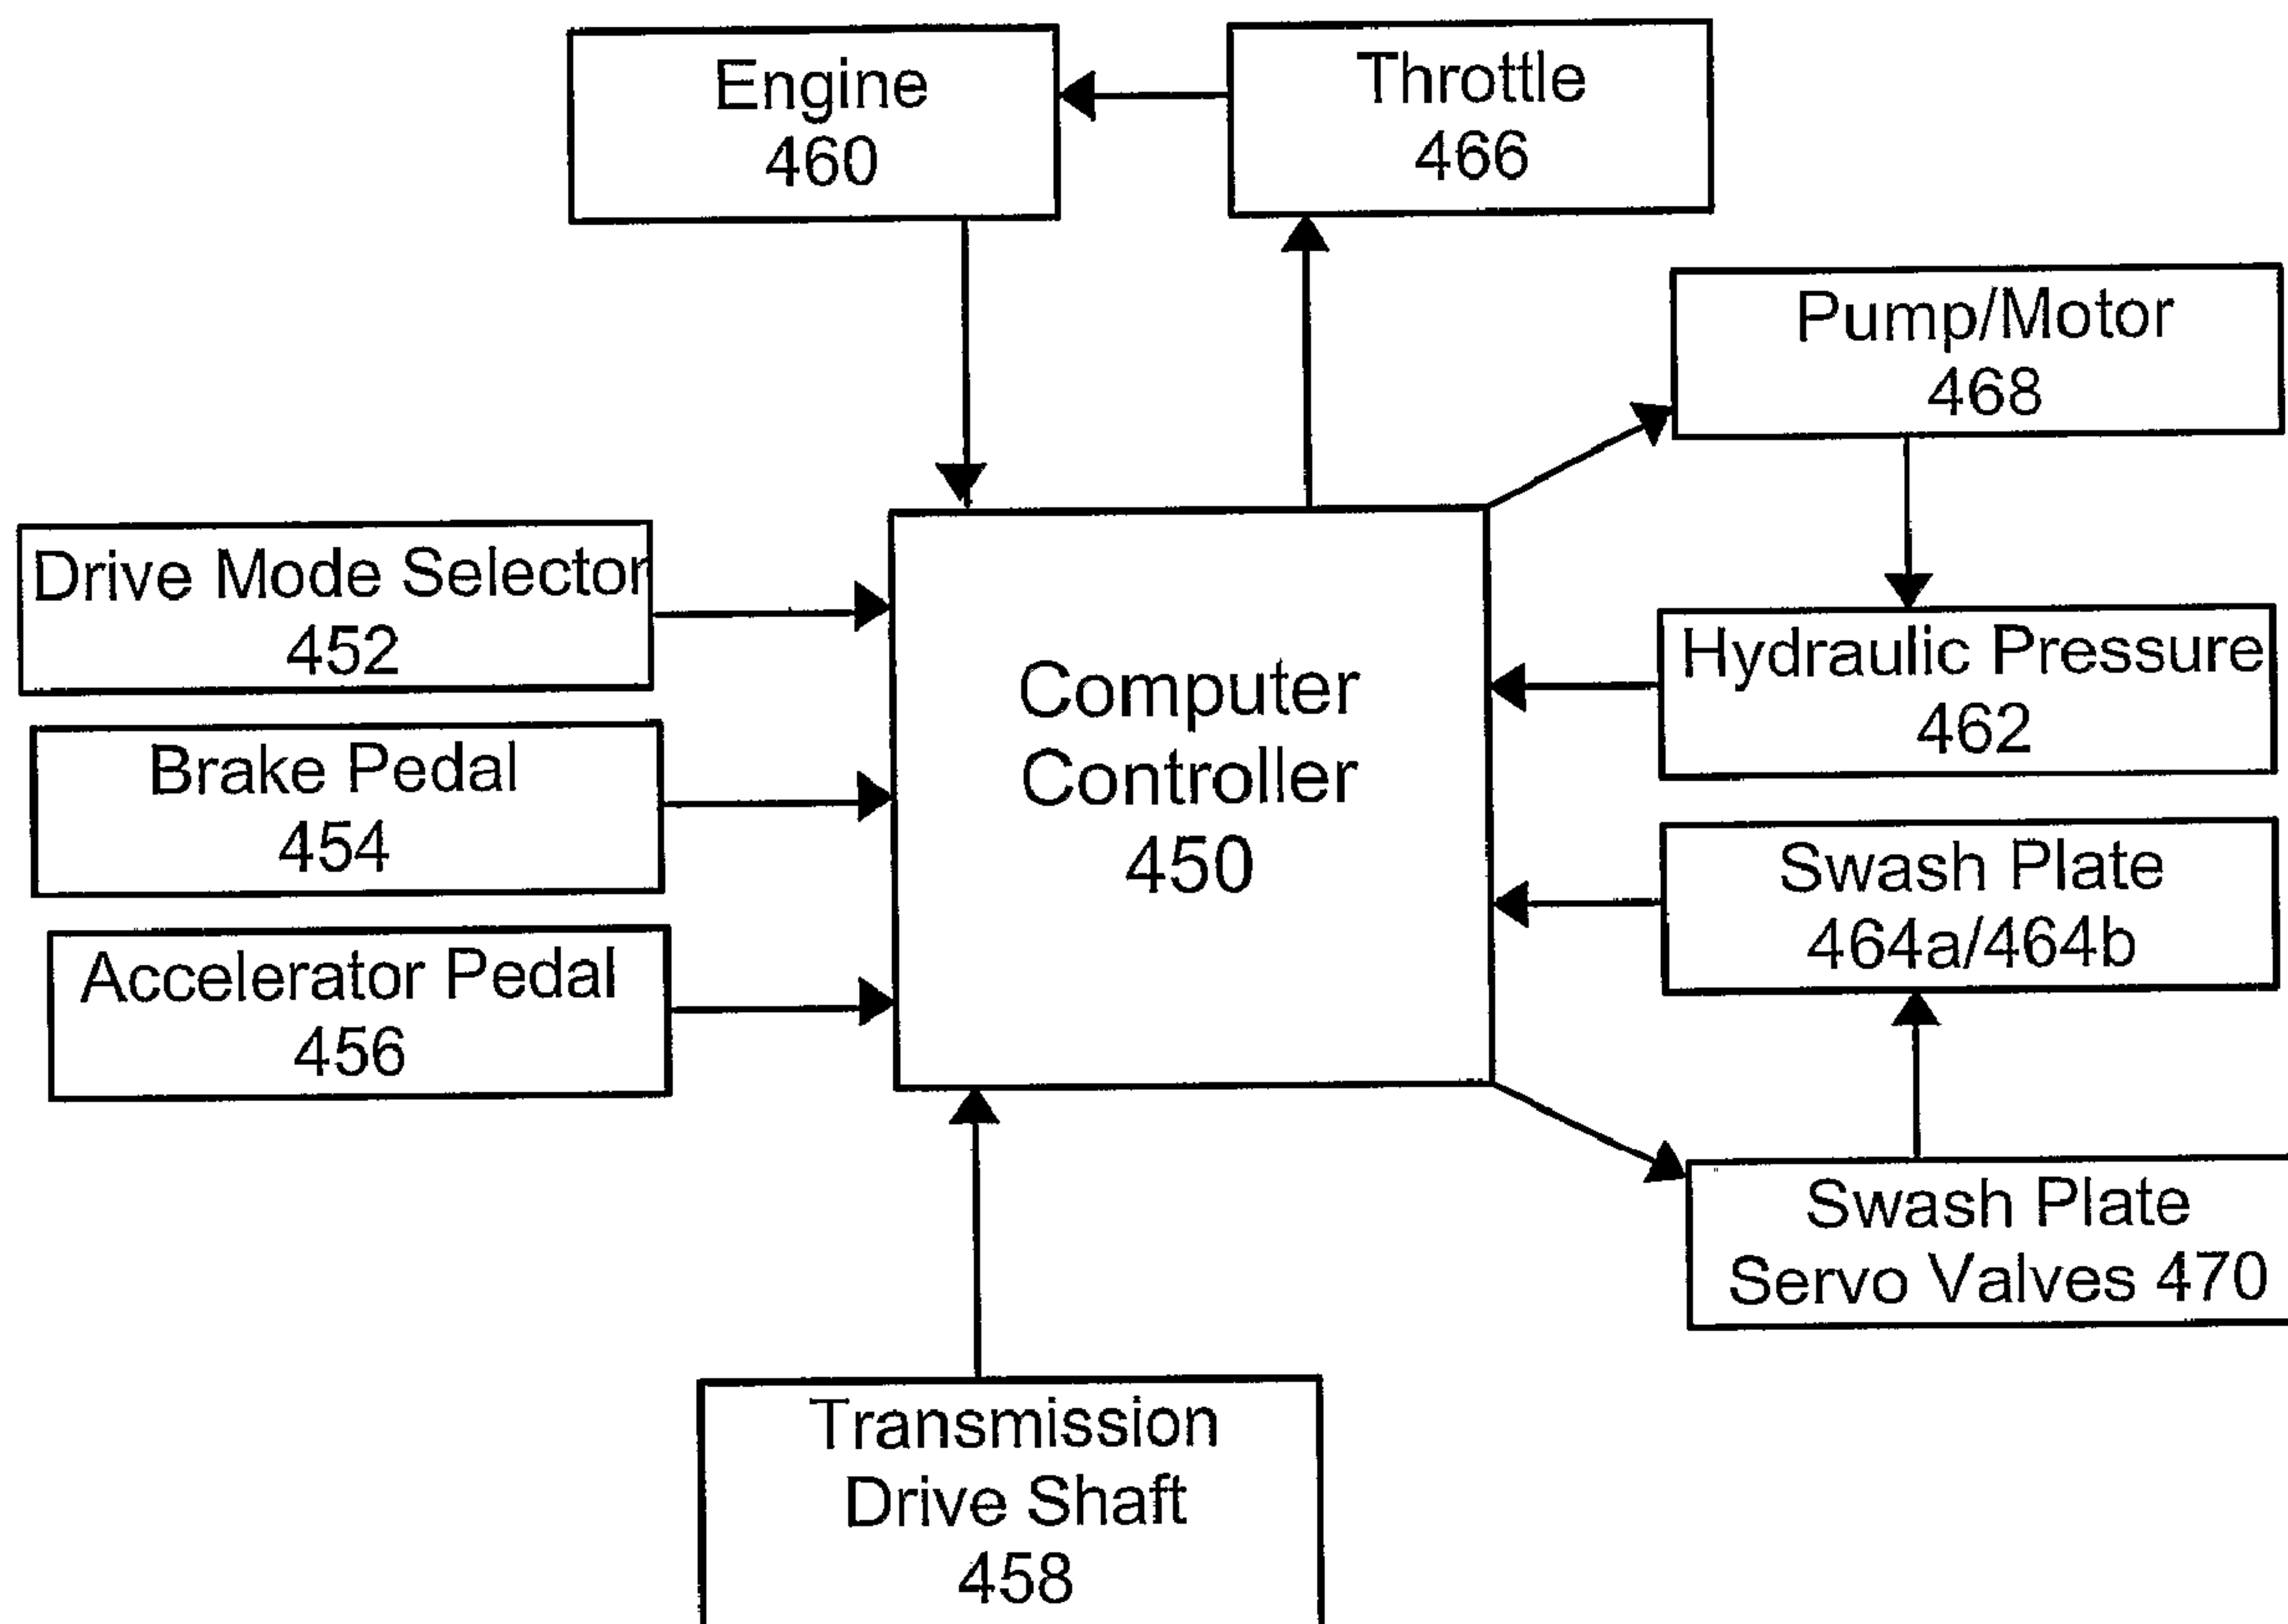 Engine
460
Throttle
466
Pump/Motor
468
Drive Mode Selector
452
Computer
Controller
450
Hydraulic Pressure
462
Brake Pedal
454
Swash Plate
464a/464b
Accelerator Pedal
456
Swash Plate
Servo Valves 470
Transmission
Drive Shaft
458